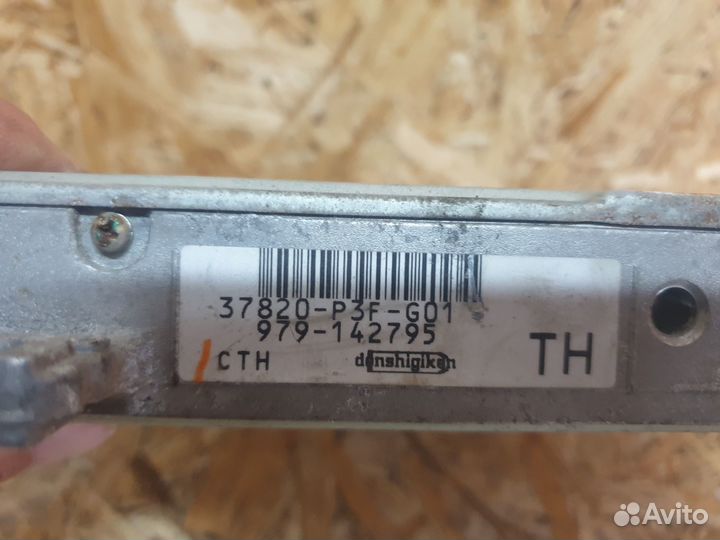 37820-P3F-G01
979-142795
CTH denshigiken TH
Avito